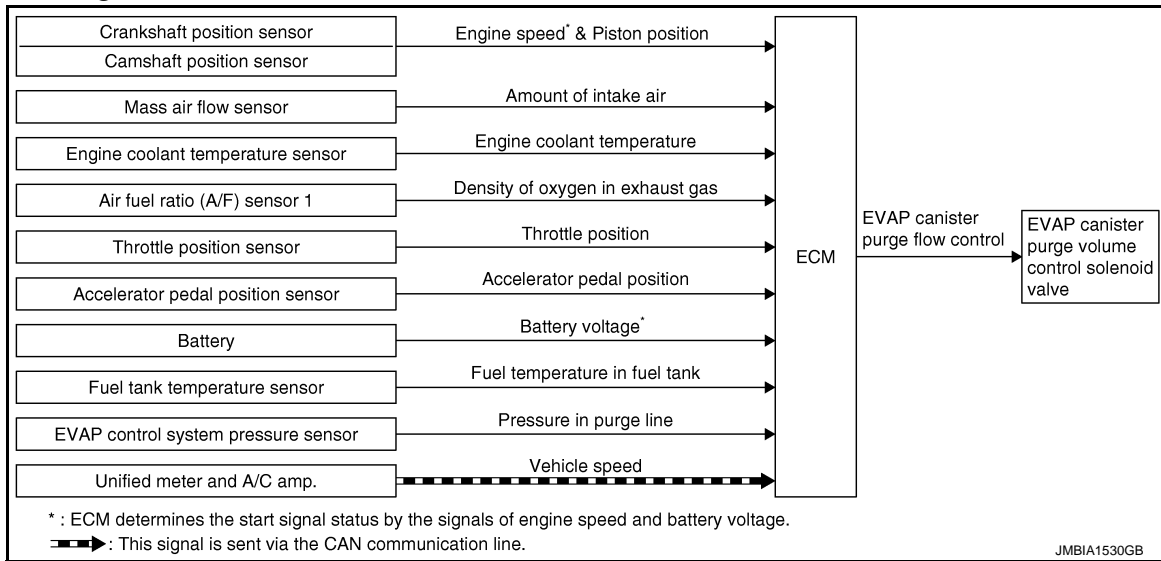 Crankshaft position sensor
Camshaft position sensor
Engine speed* & Piston position
Mass air flow sensor
Amount of intake air
Engine coolant temperature sensor
Engine coolant temperature
Air fuel ratio (A/F) sensor 1
Density of oxygen in exhaust gas
Throttle position sensor
Throttle position
Accelerator pedal position sensor
Accelerator pedal position
Battery
Battery voltage*
Fuel tank temperature sensor
Fuel temperature in fuel tank
EVAP control system pressure sensor
Pressure in purge line
Unified meter and A/C amp.
Vehicle speed
ECM
EVAP canister
purge flow control
EVAP canister
purge volume
control solenoid
valve
* : ECM determines the start signal status by the signals of engine speed and battery voltage.
: This signal is sent via the CAN communication line.
JMBIA1530GB